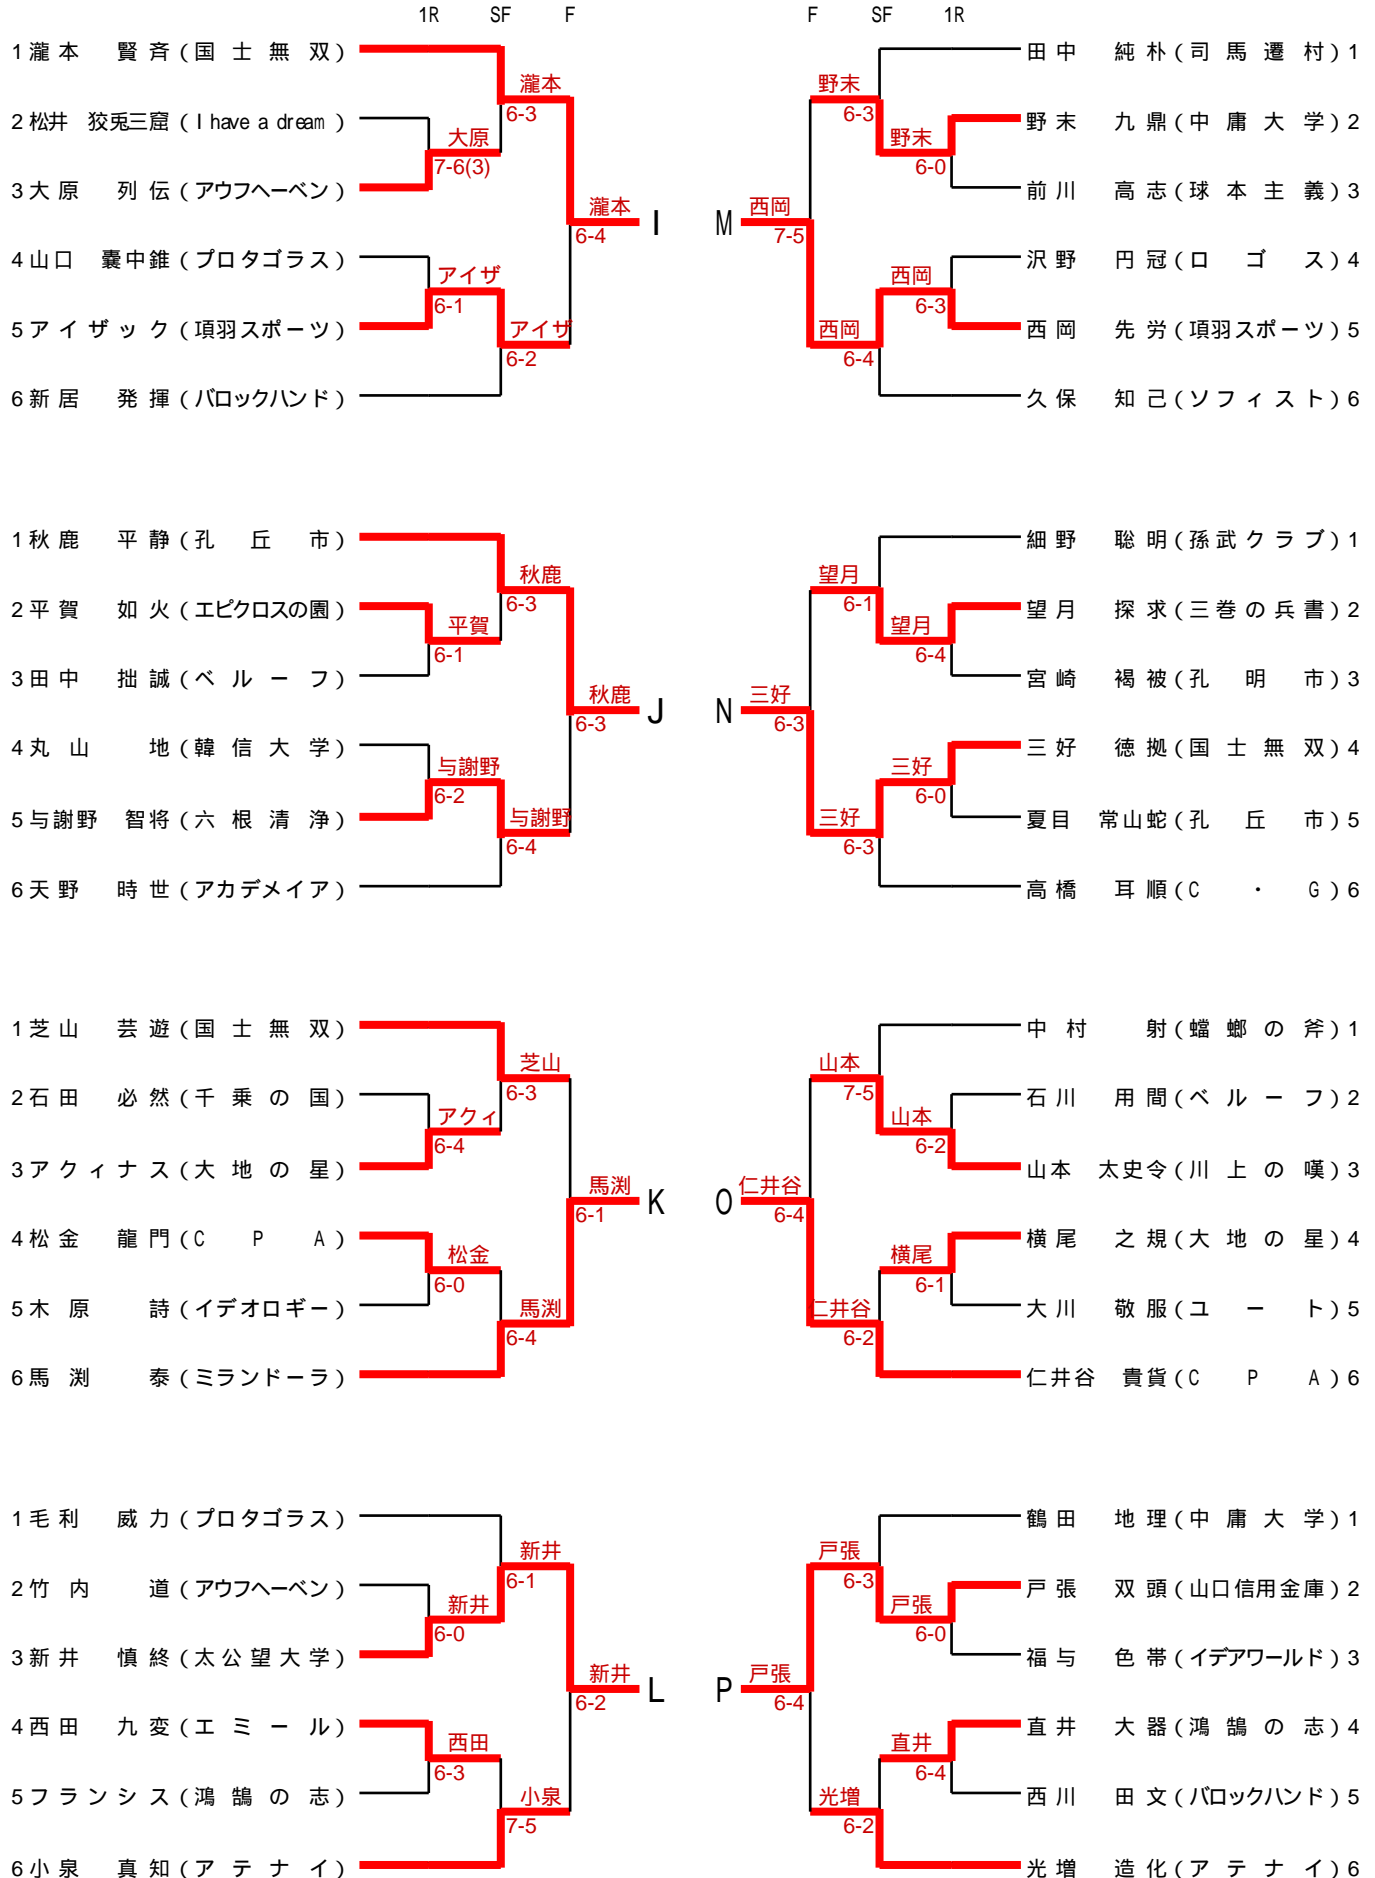 1R SF F
1 瀧本 賢斉 (国士無双)
瀧本
6-3
2 松井 狡兎三窟 (I have a dream)
大原
7-6(3)
3 大原 列伝 (アウフヘーベン)
瀧本
6-4
I
4 山口 嚢中錐 (プロタゴラス)
アイザ
6-1
5 アイザック (項羽スポーツ)
アイザ
6-2
6 新居 発揮 (バロックハンド)
1 秋鹿 平静 (孔丘市)
秋鹿
6-3
2 平賀 如火 (エピクロスの園)
平賀
6-1
3 田中 拙誠 (ベルーフ)
秋鹿
6-3
J
4 丸山 地 (韓信大学)
与謝野
6-2
5 与謝野 智将 (六根清浄)
与謝野
6-4
6 天野 時世 (アカデメイア)
1 芝山 芸遊 (国士無双)
芝山
6-3
2 石田 必然 (千乗の国)
アクィ
6-4
3 アクィナス (大地の星)
馬渕
6-1
K
4 松金 龍門 (CPA)
松金
6-0
5 木原 詩 (イデオロギー)
馬渕
6-4
6 馬渕 泰 (ミランドーラ)
1 毛利 威力 (プロタゴラス)
新井
6-1
2 竹内 道 (アウフヘーベン)
新井
6-0
3 新井 慎終 (太公望大学)
新井
6-2
L
4 西田 九変 (エミール)
西田
6-3
5 フランシス (鴻鵠の志)
小泉
7-5
6 小泉 真知 (アテナイ)
F SF 1R
田中 純朴 (司馬遷村) 1
野末
6-3
野末 九鼎 (中庸大学) 2
野末
6-0
前川 高志 (球本主義) 3
M
西岡
7-5
沢野 円冠 (ロゴス) 4
西岡
6-3
西岡 先労 (項羽スポーツ) 5
西岡
6-4
久保 知己 (ソフィスト) 6
細野 聡明 (孫武クラブ) 1
望月
6-1
望月 探求 (三巻の兵書) 2
望月
6-4
宮崎 褐被 (孔明市) 3
N
三好
6-3
三好 徳拠 (国士無双) 4
三好
6-0
夏目 常山蛇 (孔丘市) 5
三好
6-3
高橋 耳順 (C・G) 6
中村 射 (蟷螂の斧) 1
山本
7-5
石川 用間 (ベルーフ) 2
山本
6-2
山本 太史令 (川上の嘆) 3
O
仁井谷
6-4
横尾 之規 (大地の星) 4
横尾
6-1
大川 敬服 (ユート) 5
仁井谷
6-2
仁井谷 貴貨 (CPA) 6
鶴田 地理 (中庸大学) 1
戸張
6-3
戸張 双頭 (山口信用金庫) 2
戸張
6-0
福与 色帯 (イデアワールド) 3
P
戸張
6-4
直井 大器 (鴻鵠の志) 4
直井
6-4
西川 田文 (バロックハンド) 5
光増
6-2
光増 造化 (アテナイ) 6